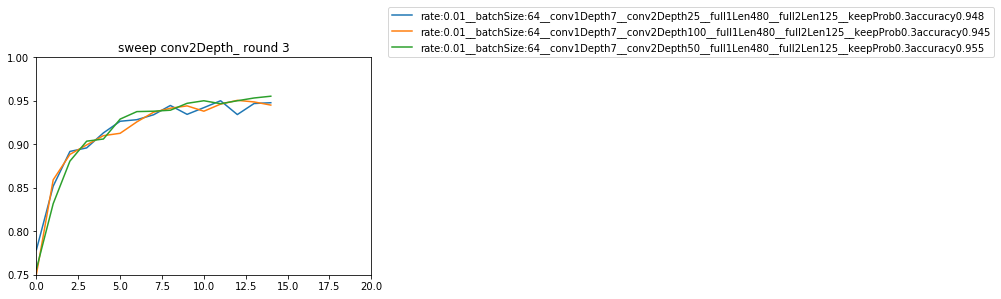 rate:0.01__batchSize:64__conv1Depth7__conv2Depth25__full1Len480__full2Len125__keepProb0.3accuracy0.948
rate:0.01__batchSize:64__conv1Depth7__conv2Depth100__full1Len480__full2Len125__keepProb0.3accuracy0.945
rate:0.01__batchSize:64__conv1Depth7__conv2Depth50__full1Len480__full2Len125__keepProb0.3accuracy0.955
sweep conv2Depth_ round 3
1.00
0.95
0.90
0.85
0.80
0.75
0.0 2.5 5.0 7.5 10.0 12.5 15.0 17.5 20.0